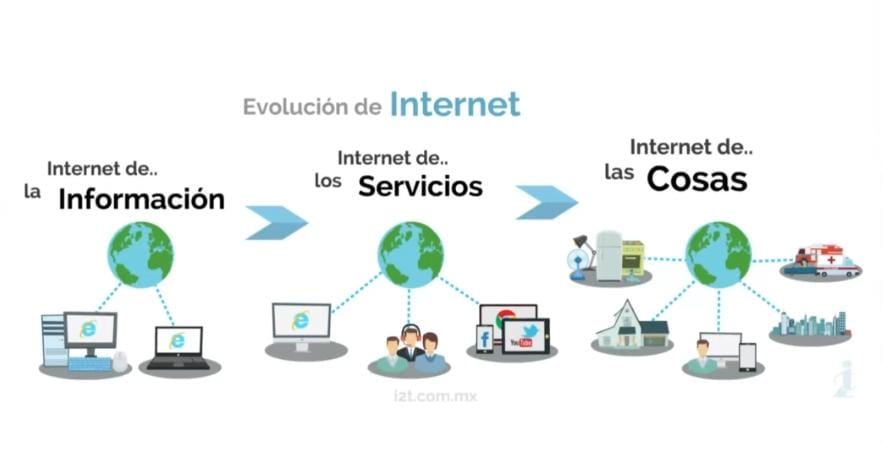 Evolución de Internet
Internet de..
la Información
Internet de..
los Servicios
Internet de..
las Cosas
You Tube
i2t.com.mx